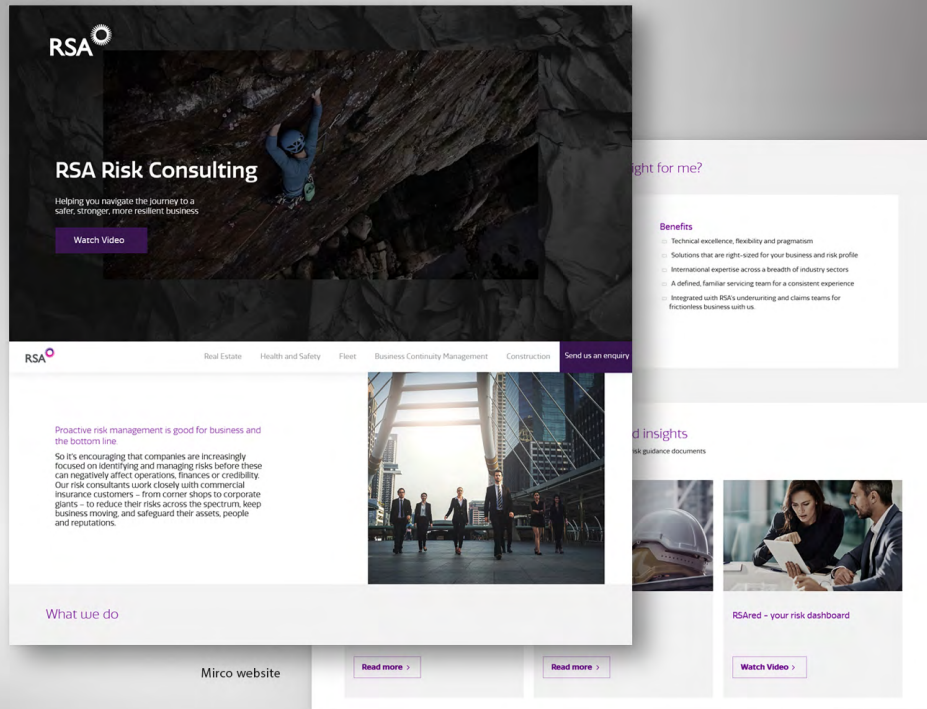 RSA
RSA Risk Consulting
Helping you navigate the journey to a
safer, stronger, more resilient business
Watch Video
RSA
Real Estate
Health and Safety
Fleet
Business Continuity Management
Construction
Send us an enquiry
Proactive risk management is good for business and
the bottom line.
So it's encouraging that companies are increasingly
focused on identifying and managing risks before these
can negatively affect operations, finances or credibility.
Our risk consultants work closely with commercial
insurance customers – from corner shops to corporate
giants – to reduce their risks across the spectrum, keep
business moving, and safeguard their assets, people
and reputations.
What we do
ight for me?
Benefits
Technical excellence, flexibility and pragmatism
Solutions that are right-sized for your business and risk profile
International expertise across a breadth of industry sectors
A defined, familiar servicing team for a consistent experience
Integrated with RSA's underwriting and claims teams for
frictionless business with us.
d insights
isk guidance documents
RSAred – your risk dashboard
Read more >
Read more >
Watch Video >
Mirco website